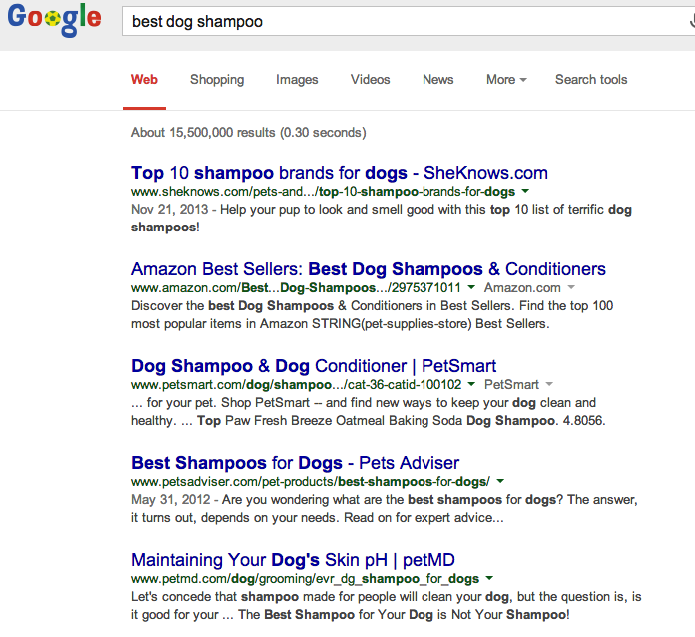 Google
best dog shampoo
Web Shopping Images Videos News More Search tools
About 15,500,000 results (0.30 seconds)
Top 10 shampoo brands for dogs - SheKnows.com
www.sheknows.com/pets-and.../top-10-shampoo-brands-for-dogs
Nov 21, 2013 - Help your pup to look and smell good with this top 10 list of terrific dog
shampoos!
Amazon Best Sellers: Best Dog Shampoos & Conditioners
www.amazon.com/Best...Dog-Shampoos.../2975371011 Amazon.com
Discover the best Dog Shampoos & Conditioners in Best Sellers. Find the top 100
most popular items in Amazon STRING(pet-supplies-store) Best Sellers.
Dog Shampoo & Dog Conditioner | PetSmart
www.petsmart.com/dog/shampoo.../cat-36-catid-100102 PetSmart
... for your pet. Shop PetSmart -- and find new ways to keep your dog clean and
healthy. ... Top Paw Fresh Breeze Oatmeal Baking Soda Dog Shampoo. 4.8056.
Best Shampoos for Dogs - Pets Adviser
www.petsadviser.com/pet-products/best-shampoos-for-dogs/
May 31, 2012 - Are you wondering what are the best shampoos for dogs? The answer,
it turns out, depends on your needs. Read on for expert advice...
Maintaining Your Dog's Skin pH | petMD
www.petmd.com/dog/grooming/evr_dg_shampoo_for_dogs
Let's concede that shampoo made for people will clean your dog, but the question is, is
it good for your ... The Best Shampoo for Your Dog is Not Your Shampoo!